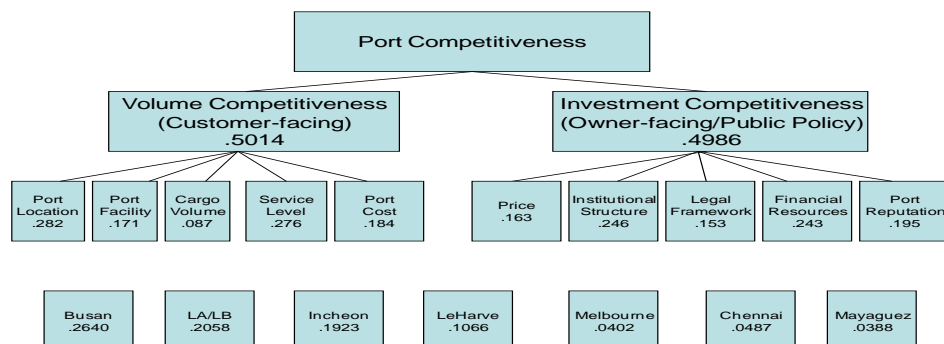 Port Competitiveness
Volume Competitiveness
(Customer-facing)
.5014
Investment Competitiveness
(Owner-facing/Public Policy)
.4986
Port
Location
.282
Port
Facility
.171
Cargo
Volume
.087
Service
Level
.276
Port
Cost
.184
Price
.163
Institutional
Structure
.246
Legal
Framework
.153
Financial
Resources
.243
Port
Reputation
.195
Busan
.2640
LA/LB
.2058
Incheon
.1923
LeHarve
.1066
Melbourne
.0402
Chennai
.0487
Mayaguez
.0388